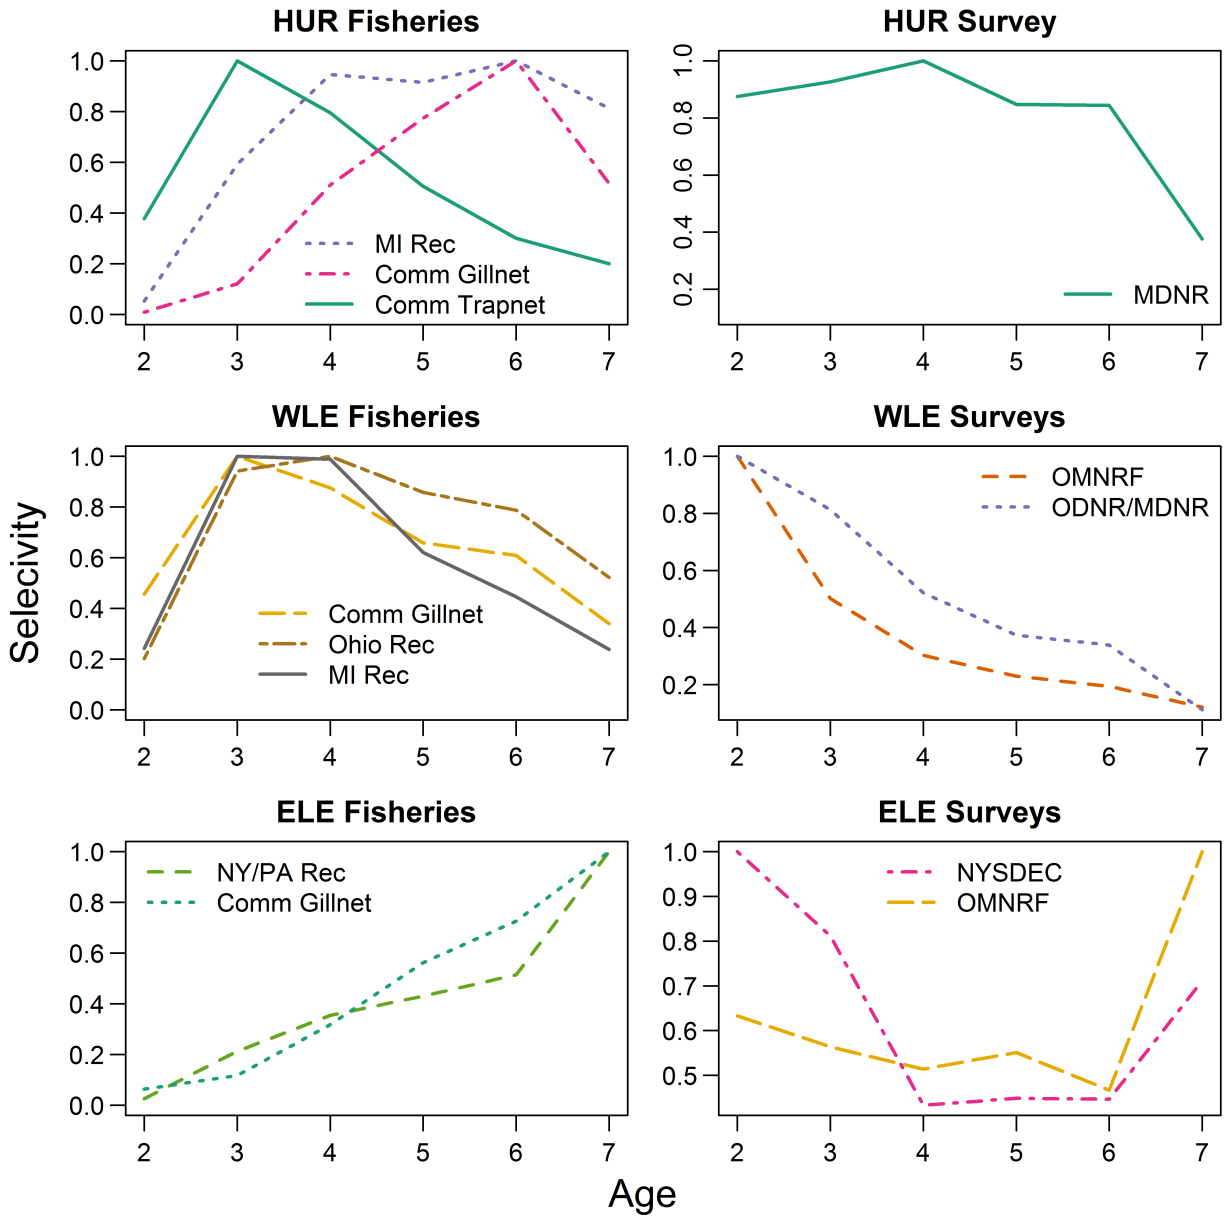 HUR Fisheries
1.0
0.8
0.6
0.4
0.2
0.0
MI Rec
Comm Gillnet
Comm Trapnet
2 3 4 5 6 7
HUR Survey
1.0
0.8
0.6
0.4
0.2
MDNR
2 3 4 5 6 7
WLE Fisheries
1.0
0.8
0.6
0.4
0.2
0.0
Comm Gillnet
Ohio Rec
MI Rec
2 3 4 5 6 7
WLE Surveys
1.0
0.8
0.6
0.4
0.2
OMNRF
ODNR/MDNR
2 3 4 5 6 7
Selecivity
ELE Fisheries
1.0
0.8
0.6
0.4
0.2
0.0
NY/PA Rec
Comm Gillnet
2 3 4 5 6 7
ELE Surveys
1.0
0.9
0.8
0.7
0.6
0.5
NYSDEC
OMNRF
2 3 4 5 6 7
Age